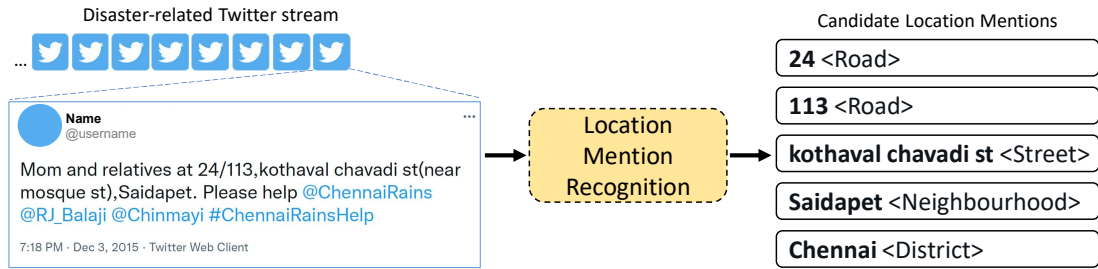 Disaster-related Twitter stream
...
Name
@username
...
Mom and relatives at 24/113,kothaval chavadi st(near
mosque st),Saidapet. Please help @ChennaiRains
@RJ_Balaji @Chinmayi #ChennaiRainsHelp
7:18 PM · Dec 3, 2015 · Twitter Web Client
Location
Mention
Recognition
Candidate Location Mentions
24 <Road>
113 <Road>
kothaval chavadi st <Street>
Saidapet <Neighbourhood>
Chennai <District>